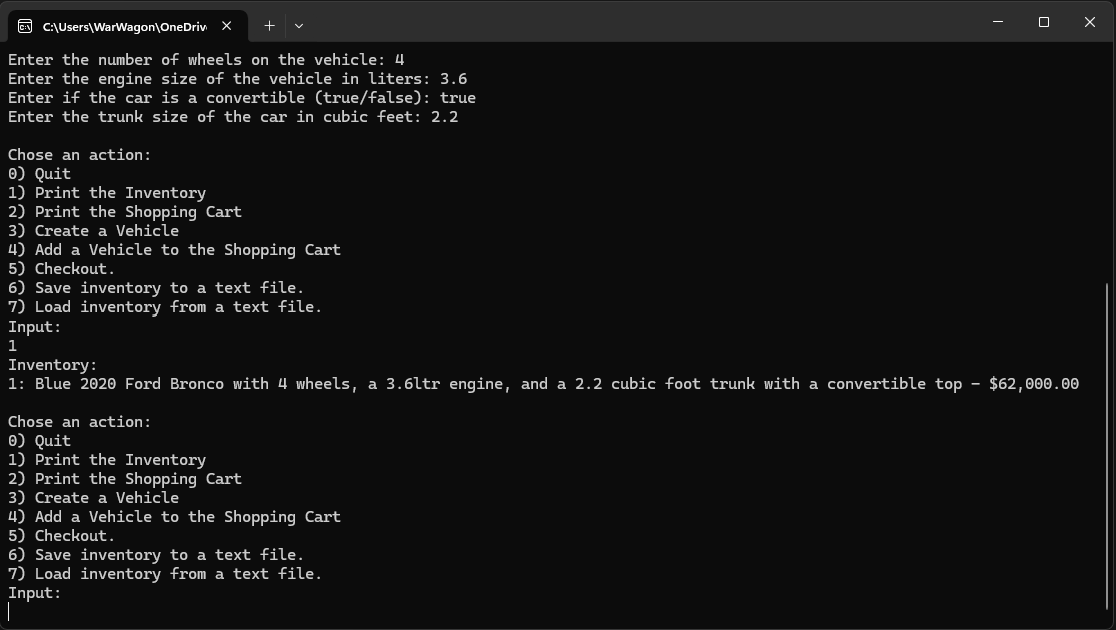 C:\Users\WarWagon\OneDriv
Enter the number of wheels on the vehicle: 4
Enter the engine size of the vehicle in liters: 3.6
Enter if the car is a convertible (true/false): true
Enter the trunk size of the car in cubic feet: 2.2
Chose an action:
0) Quit
1) Print the Inventory
2) Print the Shopping Cart
3) Create a Vehicle
4) Add a Vehicle to the Shopping Cart
5) Checkout.
6) Save inventory to a text file.
7) Load inventory from a text file.
Input:
1
Inventory:
1: Blue 2020 Ford Bronco with 4 wheels, a 3.6ltr engine, and a 2.2 cubic foot trunk with a convertible top - $62,000.00
Chose an action:
0) Quit
1) Print the Inventory
2) Print the Shopping Cart
3) Create a Vehicle
4) Add a Vehicle to the Shopping Cart
5) Checkout.
6) Save inventory to a text file.
7) Load inventory from a text file.
Input: